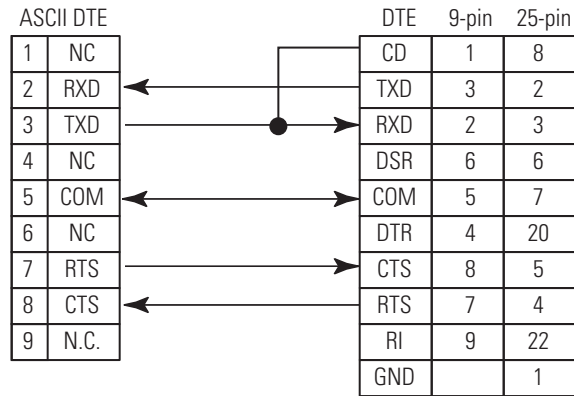 ASCII DTE DTE 9-pin 25-pin
1 NC CD 1 8
2 RXD TXD 3 2
3 TXD RXD 2 3
4 NC DSR 6 6
5 COM COM 5 7
6 NC DTR 4 20
7 RTS CTS 8 5
8 CTS RTS 7 4
9 N.C. RI 9 22
GND 1